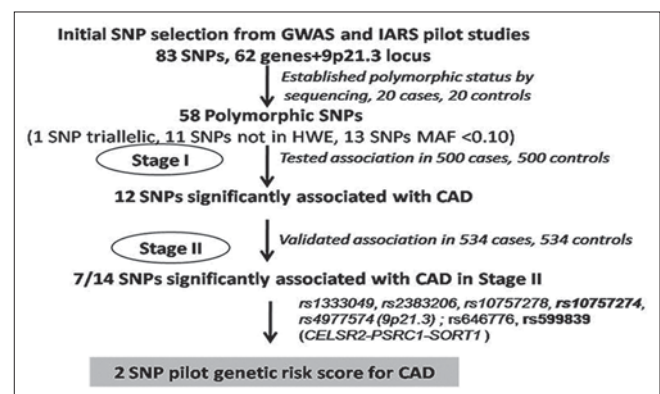 Initial SNP selection from GWAS and IARS pilot studies
83 SNPs, 62 genes+9p21.3 locus
Established polymorphic status by
sequencing, 20 cases, 20 controls
58 Polymorphic SNPs
(1 SNP triallelic, 11 SNPs not in HWE, 13 SNPs MAF <0.10)
Stage I
Tested association in 500 cases, 500 controls
12 SNPs significantly associated with CAD
Stage II
Validated association in 534 cases, 534 controls
7/14 SNPs significantly associated with CAD in Stage II
rs1333049, rs2383206, rs10757278, rs10757274,
rs4977574 (9p21.3) ; rs646776, rs599839
(CELSR2-PSRC1-SORT1)
2 SNP pilot genetic risk score for CAD